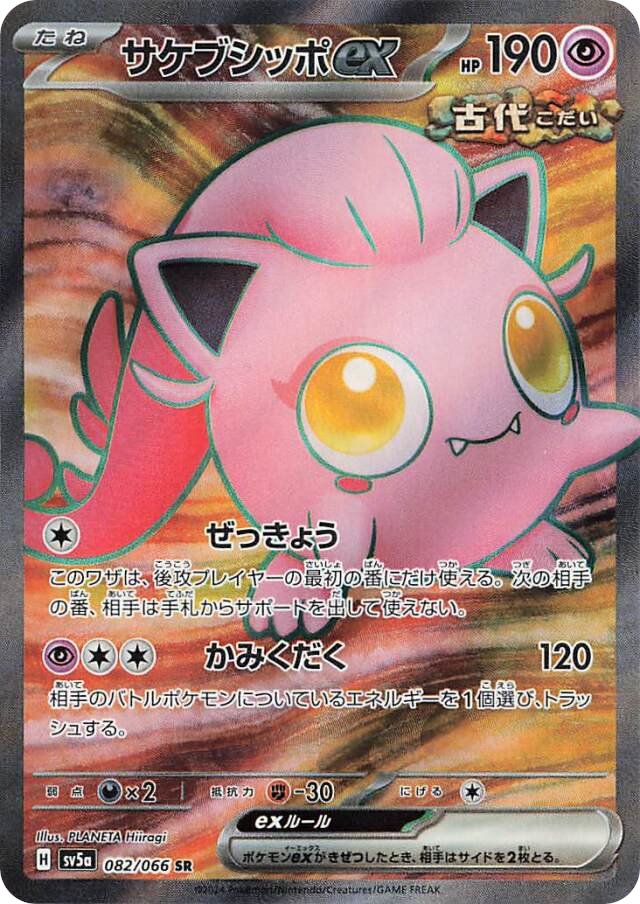 たね サケブシッポex HP190
古代 こだい
ぜっきょう
このワザは、後攻プレイヤーの最初の番にだけ使える。次の相手
の番、相手は手札からサポートを出して使えない。
かみくだく 120
相手のバトルポケモンについているエネルギーを1個選び、トラッ
シュする。
弱点 ×2 抵抗力 -30 にげる
exルール
ポケモンexがきぜつしたとき、相手はサイドを2枚とる。
Illus. PLANETA Hiiragi
H sv5a 082/066 SR
©2024 Pokémon/Nintendo/Creatures/GAME FREAK